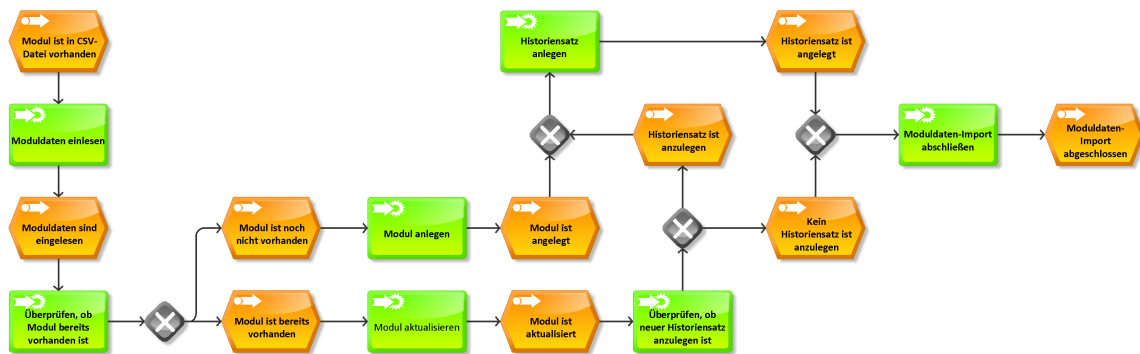 Modul ist in CSV-
Datei vorhanden
Historiensatz
anlegen
Historiensatz ist
angelegt
Moduldaten einlesen
Historiensatz ist
anzulegen
Moduldaten-Import
abschließen
Moduldaten-
Import
abgeschlossen
Moduldaten sind
eingelesen
Modul ist noch
nicht vorhanden
Modul anlegen
Modul ist
angelegt
Kein
Historiensatz ist
anzulegen
Überprüfen, ob
Modul bereits
vorhanden ist
Modul ist bereits
vorhanden
Modul aktualisieren
Modul ist
aktualisiert
Überprüfen, ob
neuer Historiensatz
anzulegen ist